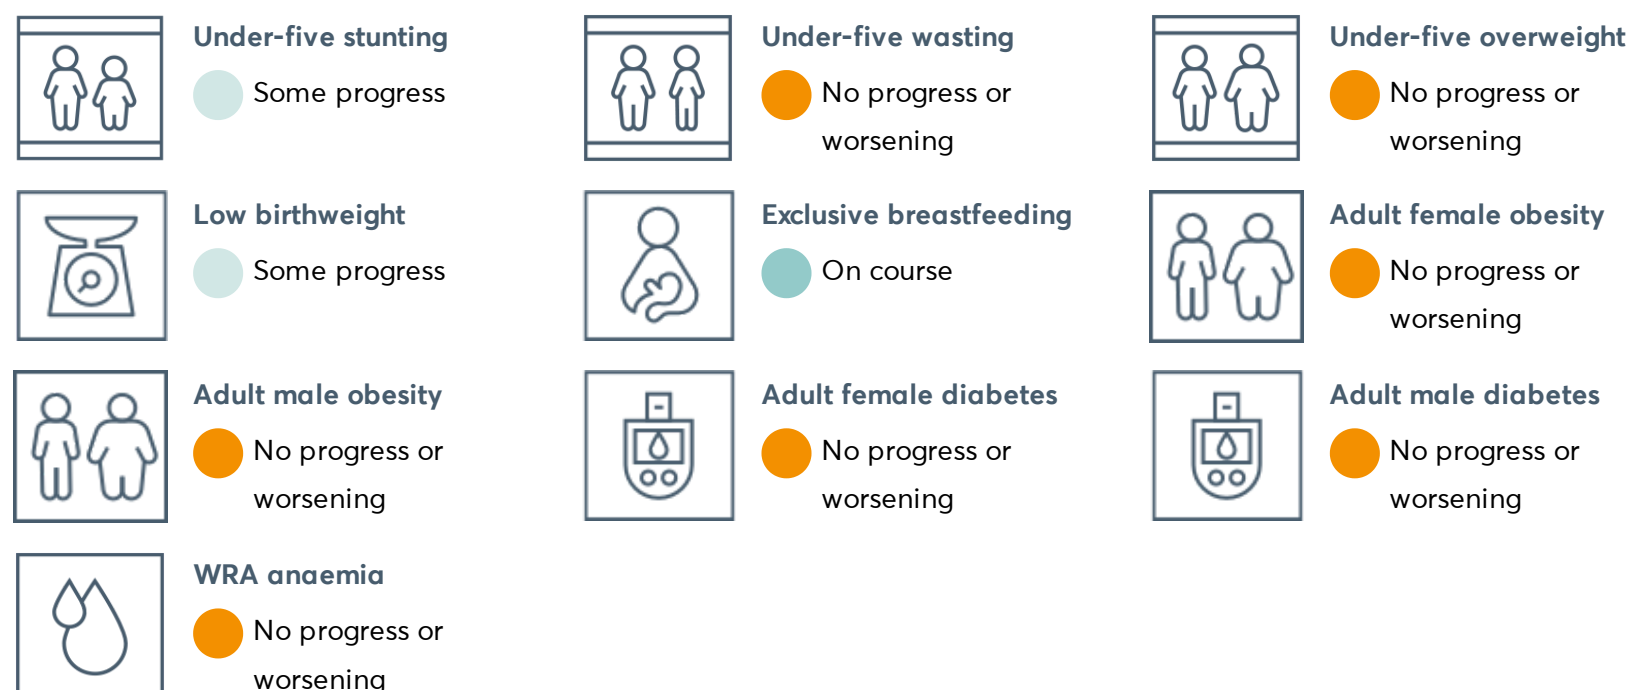 Under-five stunting
Some progress
Under-five wasting
No progress or
worsening
Under-five overweight
No progress or
worsening
Low birthweight
Some progress
Exclusive breastfeeding
On course
Adult female obesity
No progress or
worsening
Adult male obesity
No progress or
worsening
Adult female diabetes
No progress or
worsening
Adult male diabetes
No progress or
worsening
WRA anaemia
No progress or
worsening